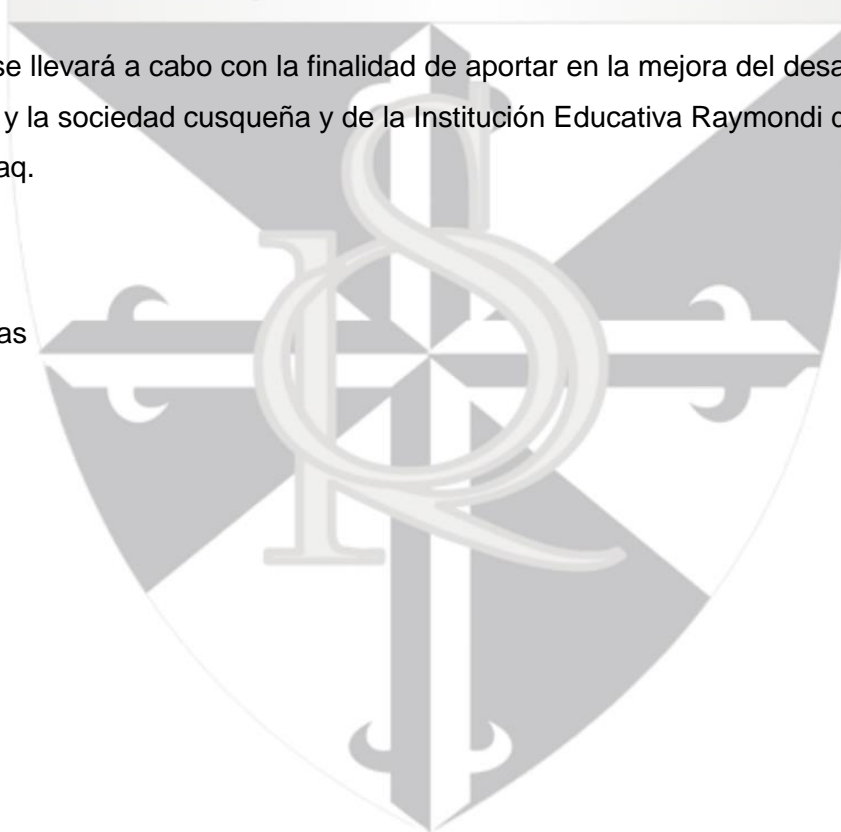 se llevará a cabo con la finalidad de aportar en la mejora del
y la sociedad cusqueña y de la Institución Educativa Raymondi
aq.
as